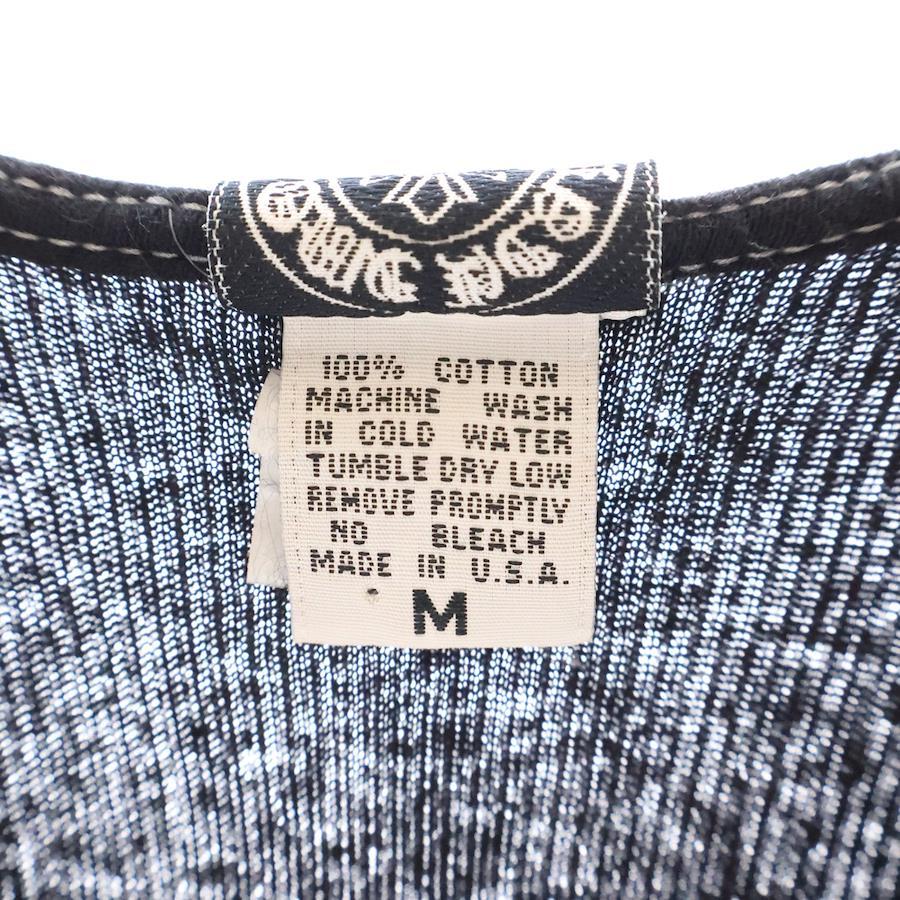 100% COTTON
MACHINE WASH
IN COLD WATER
TUMBLE DRY LOW
REMOVE PROMPTLY
NO BLEACH
MADE IN U.S.A.
M